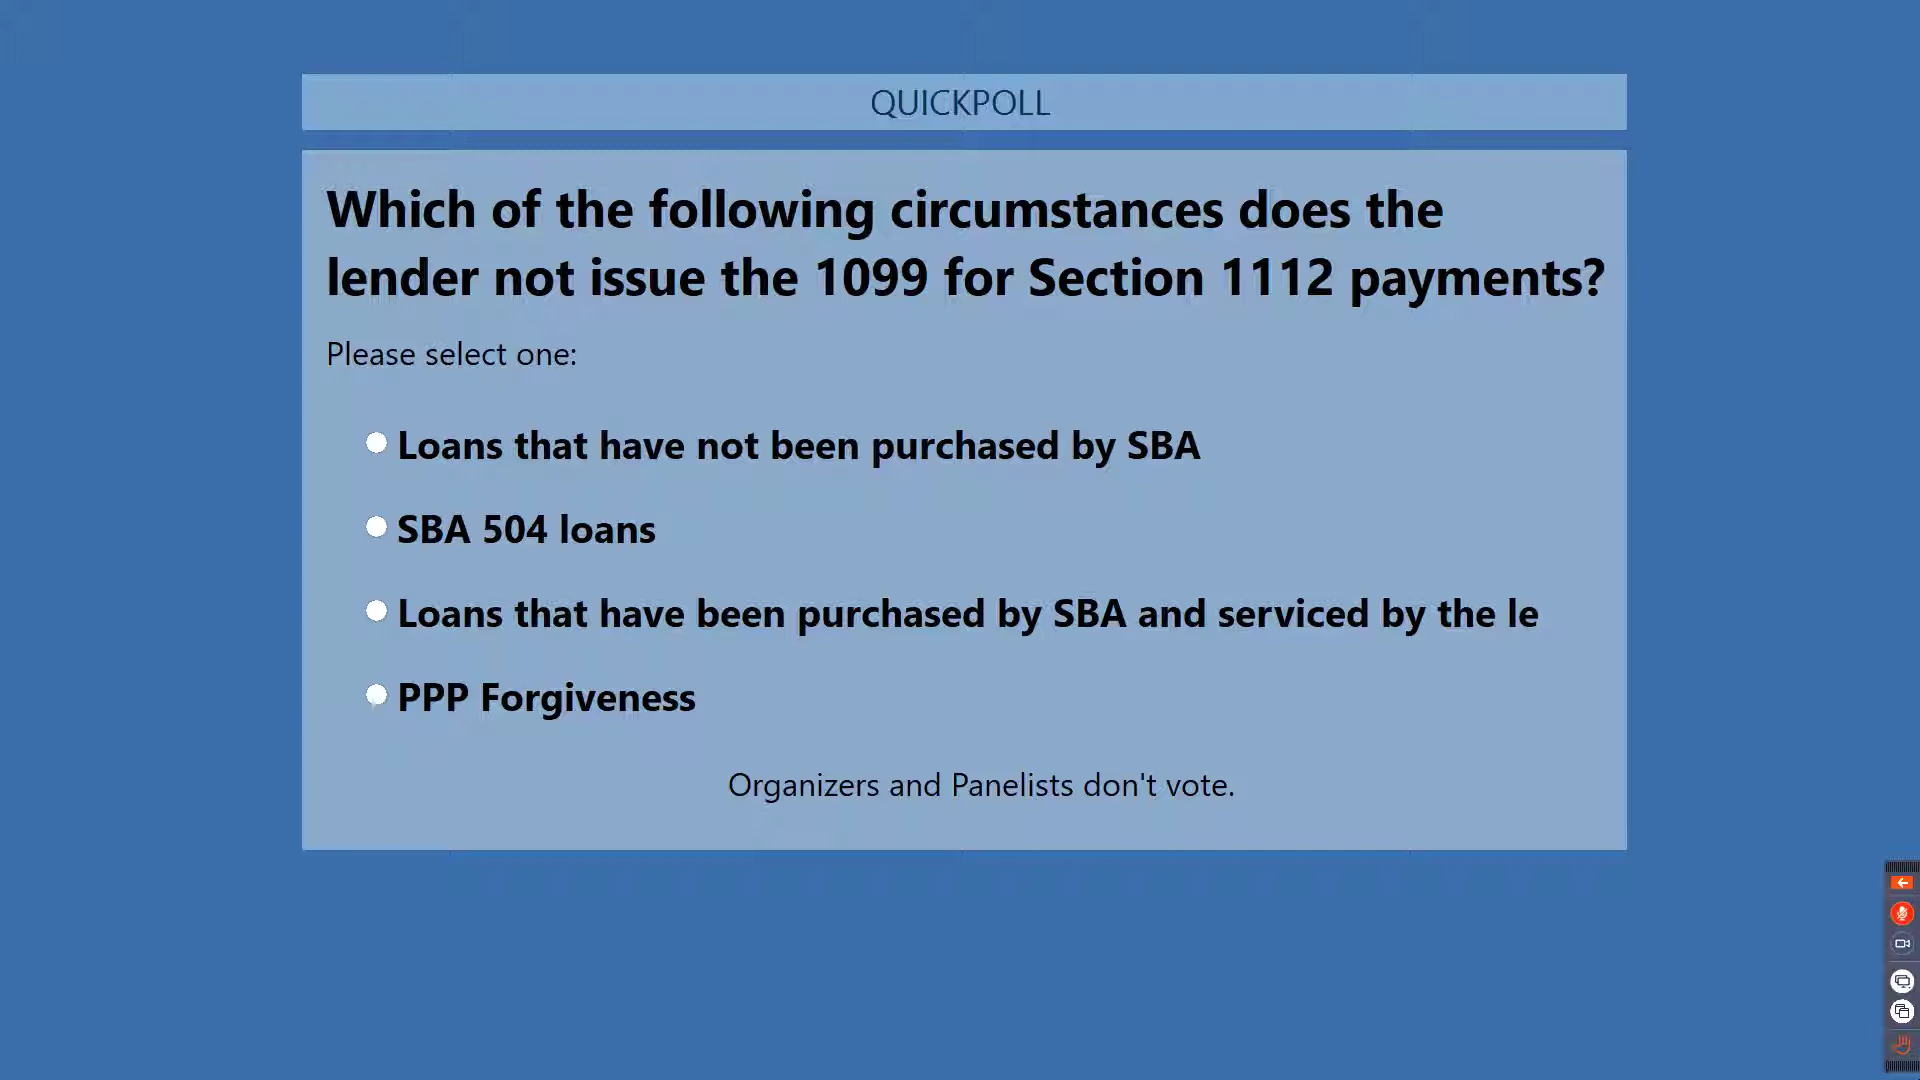 QUICKPOLL
Which of the following circumstances does the
lender not issue the 1099 for Section 1112 payments?
Please select one:
Loans that have not been purchased by SBA
SBA 504 loans
Loans that have been purchased by SBA and serviced by the le
PPP Forgiveness
Organizers and Panelists don't vote.